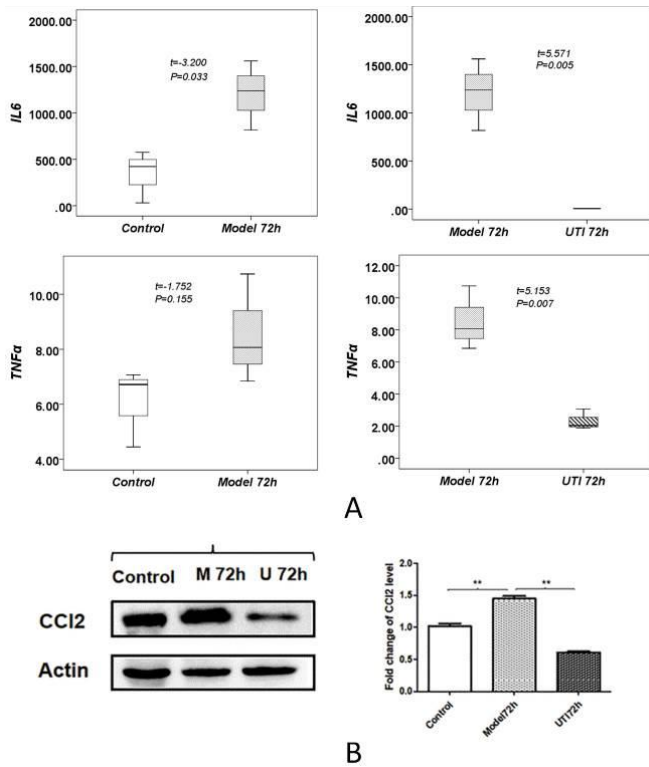 2000.00
1500.00
1000.00
500.00
.00
IL6
t=-3.200
P=0.033
Control Model 72h
2000.00
1500.00
1000.00
500.00
.00
IL6
t=5.571
P=0.005
Model 72h UTI 72h
10.00
8.00
6.00
4.00
TNFα
t=-1.752
P=0.155
Control Model 72h
12.00
10.00
8.00
6.00
4.00
2.00
.00
TNFα
t=5.153
P=0.007
Model 72h UTI 72h
A
Control M 72h U 72h
CCl2
Actin
Fold change of CCl2 level
2.0
1.5
1.0
0.5
0.0
** **
Control
Model72h
UTI72h
B